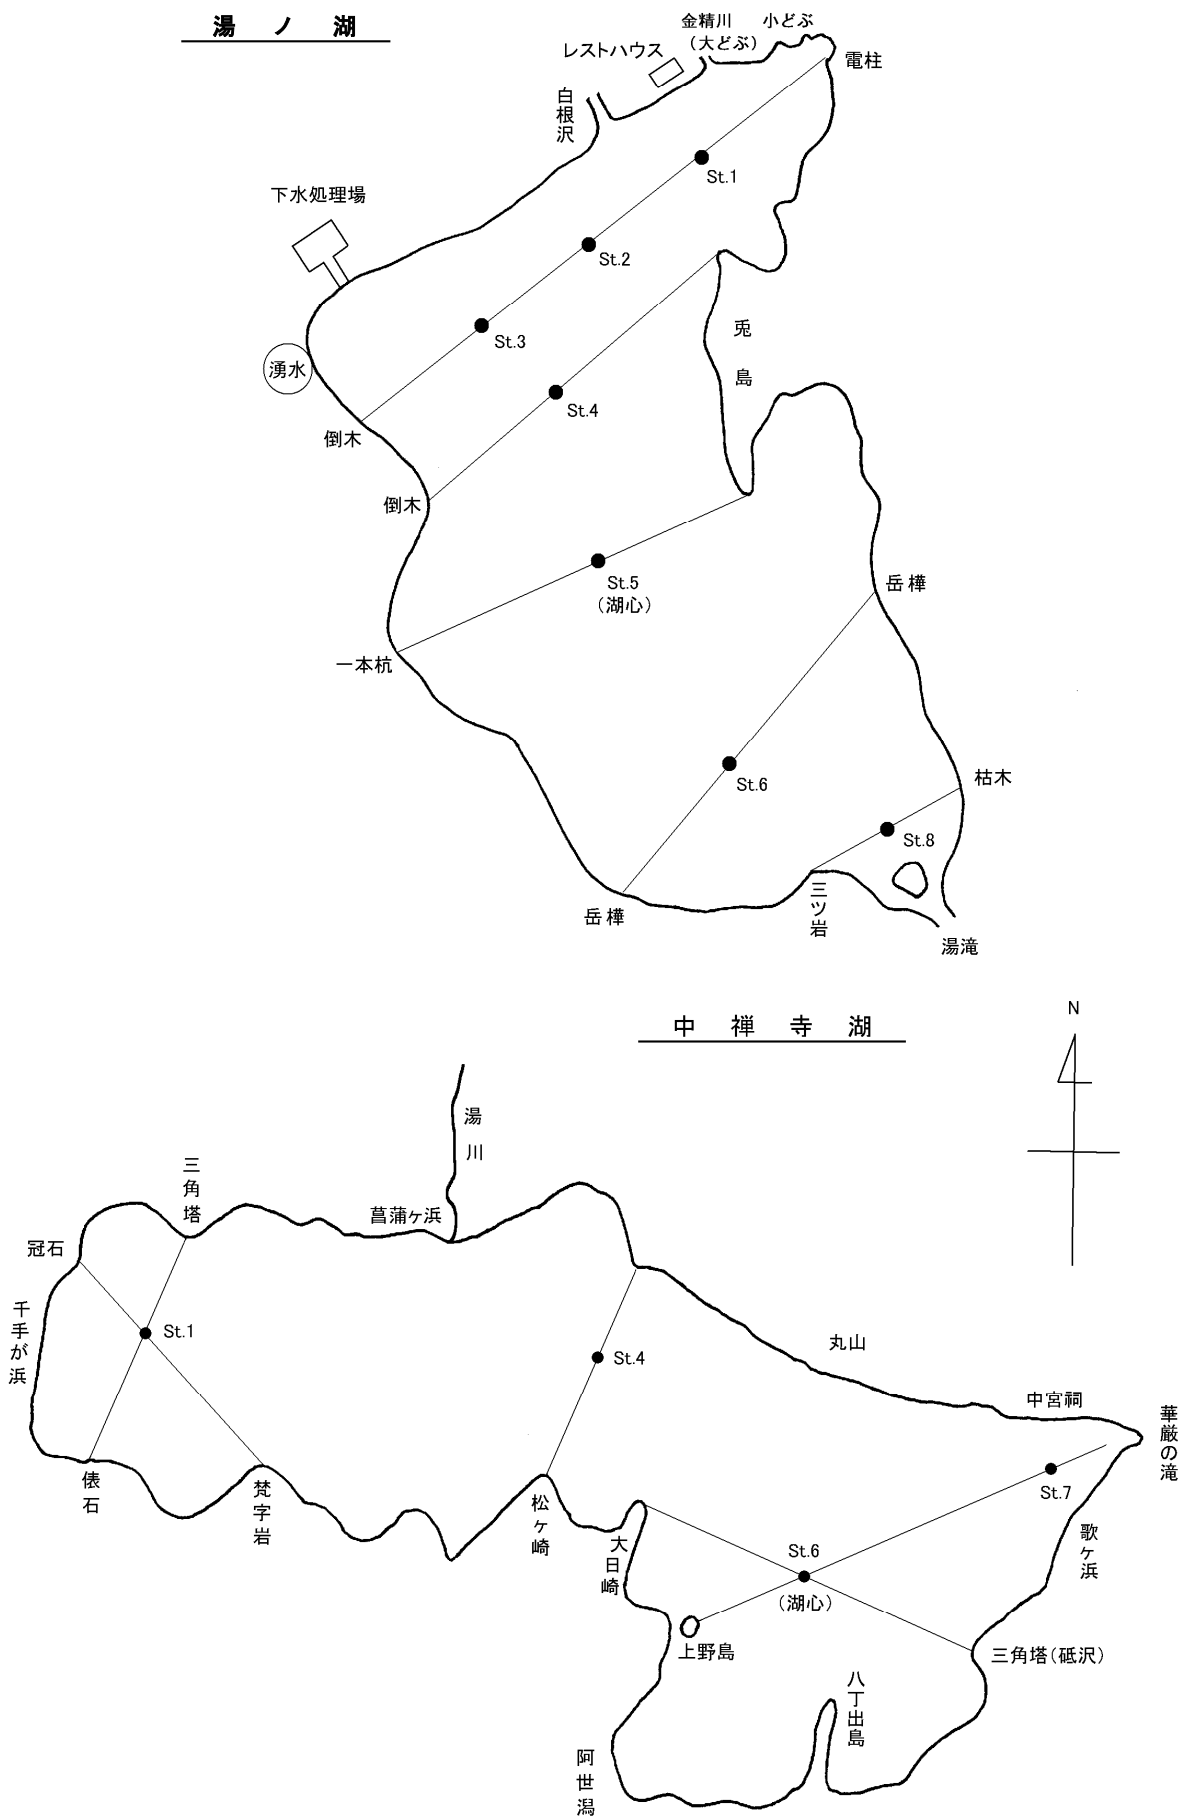 湯ノ湖
金精川
(大どぶ)
小どぶ
レストハウス
電柱
白根沢
St.1
下水処理場
St.2
兎島
St.3
湧水
St.4
倒木
倒木
St.5
(湖心)
岳樺
一本杭
St.6
枯木
St.8
岳樺
三ツ岩
湯滝
中禅寺湖
N
湯川
三角塔
菖蒲ヶ浜
冠石
千手が浜
St.1
St.4
丸山
中宮祠
華厳の滝
俵石
梵字岩
松ヶ崎
大日崎
St.7
歌ヶ浜
St.6
(湖心)
上野島
三角塔(砥沢)
八丁出島
阿世潟